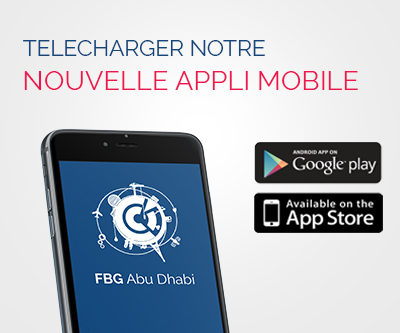 TELECHARGER NOTRE
NOUVELLE APPLI MOBILE
FBG Abu Dhabi
ANDROID APP ON
Google play
Available on the
App Store